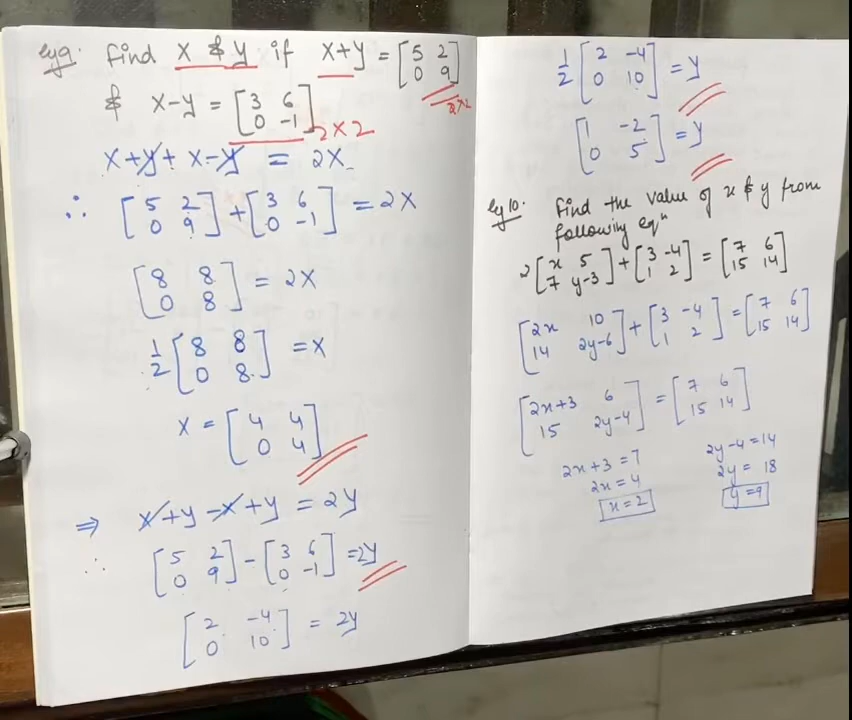 Eg 9. Find X & Y if X+Y = [5 2
0 9] 2×2
& X-Y = [3 6
0 -1] 2×2
X+Y+X-Y = 2X
∴ [5 2
0 9] + [3 6
0 -1] = 2X
[8 8
0 8] = 2X
1/2 [8 8
0 8] = X
X = [4 4
0 4]
⇒ X+Y-X+Y = 2Y
∴ [5 2
0 9] - [3 6
0 -1] = 2Y
[2 -4
0 10] = 2Y
1/2 [2 -4
0 10] = Y
[1 -2
0 5] = Y
Eg 10. Find the value of x & y from
following eqⁿ
2[x 5
7 y-3] + [3 -4
1 2] = [7 6
15 14]
[2x 10
14 2y-6] + [3 -4
1 2] = [7 6
15 14]
[2x+3 6
15 2y-4] = [7 6
15 14]
2x+3=7
2x=4
x=2
2y-4=14
2y = 18
y=9